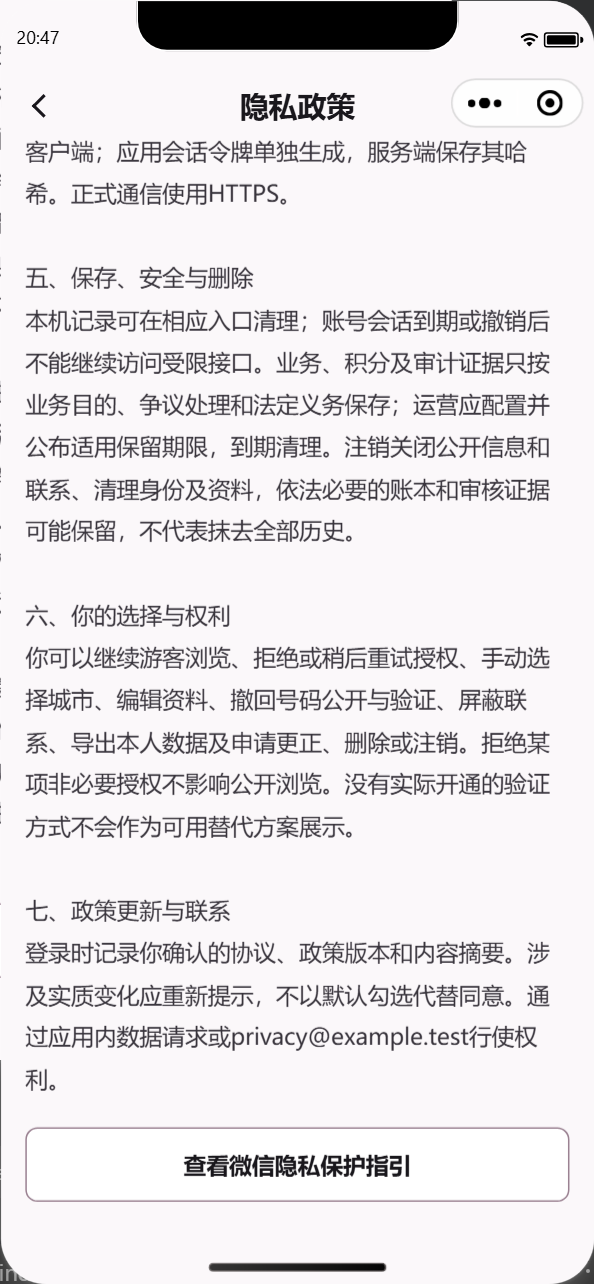 20:47
隐私政策
客户端；应用会话令牌单独生成，服务端保存其哈
希。正式通信使用HTTPS。
五、保存、安全与删除
本机记录可在相应入口清理；账号会话到期或撤销后
不能继续访问受限接口。业务、积分及审计证据只按
业务目的、争议处理和法定义务保存；运营应配置并
公布适用保留期限，到期清理。注销关闭公开信息和
联系、清理身份及资料，依法必要的账本和审核证据
可能保留，不代表抹去全部历史。
六、你的选择与权利
你可以继续游客浏览、拒绝或稍后重试授权、手动选
择城市、编辑资料、撤回号码公开与验证、屏蔽联
系、导出本人数据及申请更正、删除或注销。拒绝某
项非必要授权不影响公开浏览。没有实际开通的验证
方式不会作为可用替代方案展示。
七、政策更新与联系
登录时记录你确认的协议、政策版本和内容摘要。涉
及实质变化应重新提示，不以默认勾选代替同意。通
过应用内数据请求或privacy@example.test行使权
利。
查看微信隐私保护指引